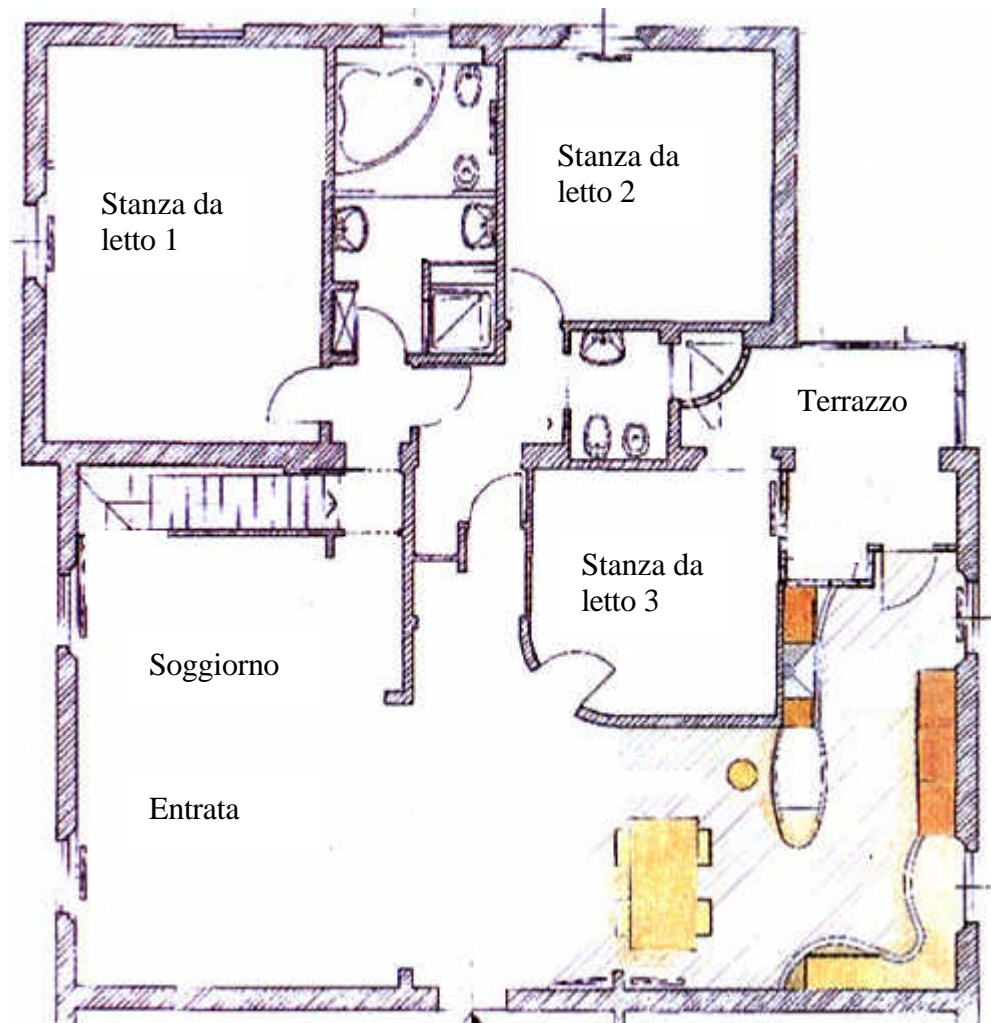 Stanza da
letto 1
Stanza da
letto 2
Terrazzo
Stanza da
letto 3
Soggiorno
Entrata